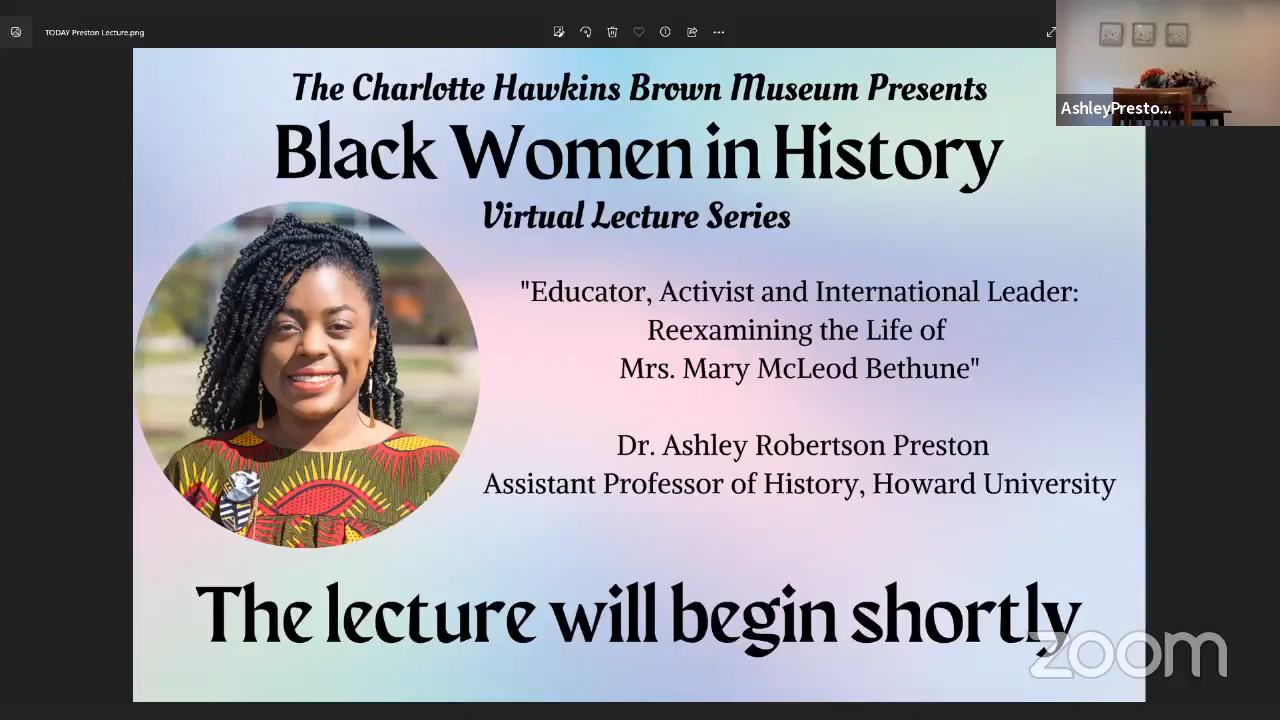 TODAY Preston Lecture.png
AshleyPresto...
The Charlotte Hawkins Brown Museum Presents
Black Women in History
Virtual Lecture Series
"Educator, Activist and International Leader:
Reexamining the Life of
Mrs. Mary McLeod Bethune"
Dr. Ashley Robertson Preston
Assistant Professor of History, Howard University
The lecture will begin shortly
zoom